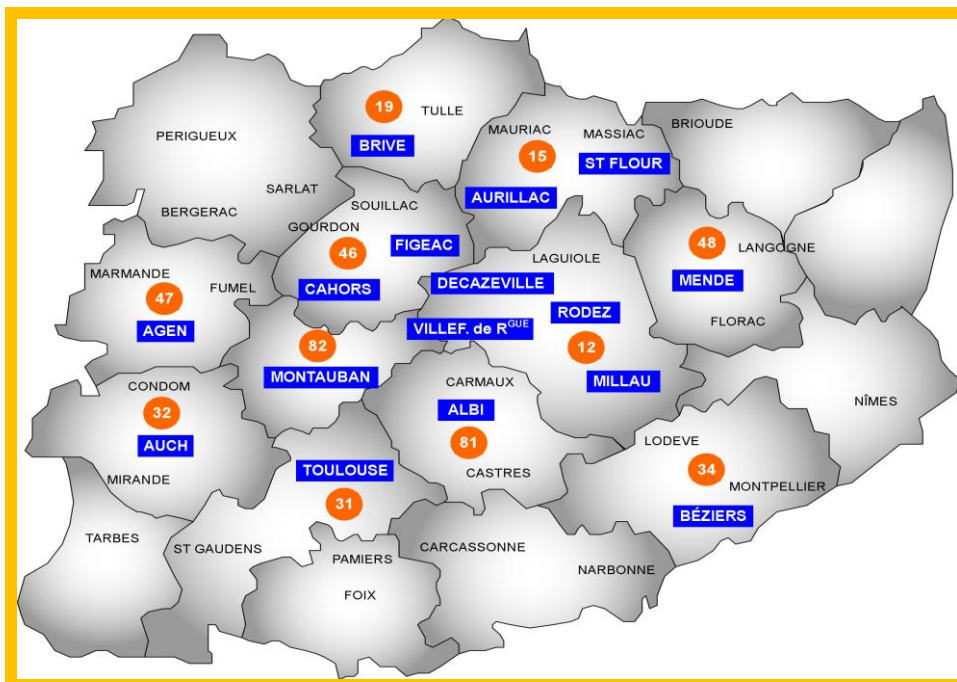 19
TULLE
BRIVE
PERIGUEUX
SARLAT
BERGERAC
MAURIAC
MASSIAC
15
ST FLOUR
AURILLAC
BRIOUDE
SOUILLAC
GOURDON
46
FIGEAC
CAHORS
LAGUIOLE
DECAZEVILLE
RODEZ
VILLEF. de RGUE
12
MILLAU
48
LANGOGNE
MENDE
FLORAC
MARMANDE
FUMEL
47
AGEN
82
MONTAUBAN
CONDOM
32
AUCH
MIRANDE
CARMAUX
ALBI
81
CASTRES
TOULOUSE
31
NÎMES
LODEVE
34
MONTPELLIER
BÉZIERS
TARBES
ST GAUDENS
PAMIERS
FOIX
CARCASSONNE
NARBONNE